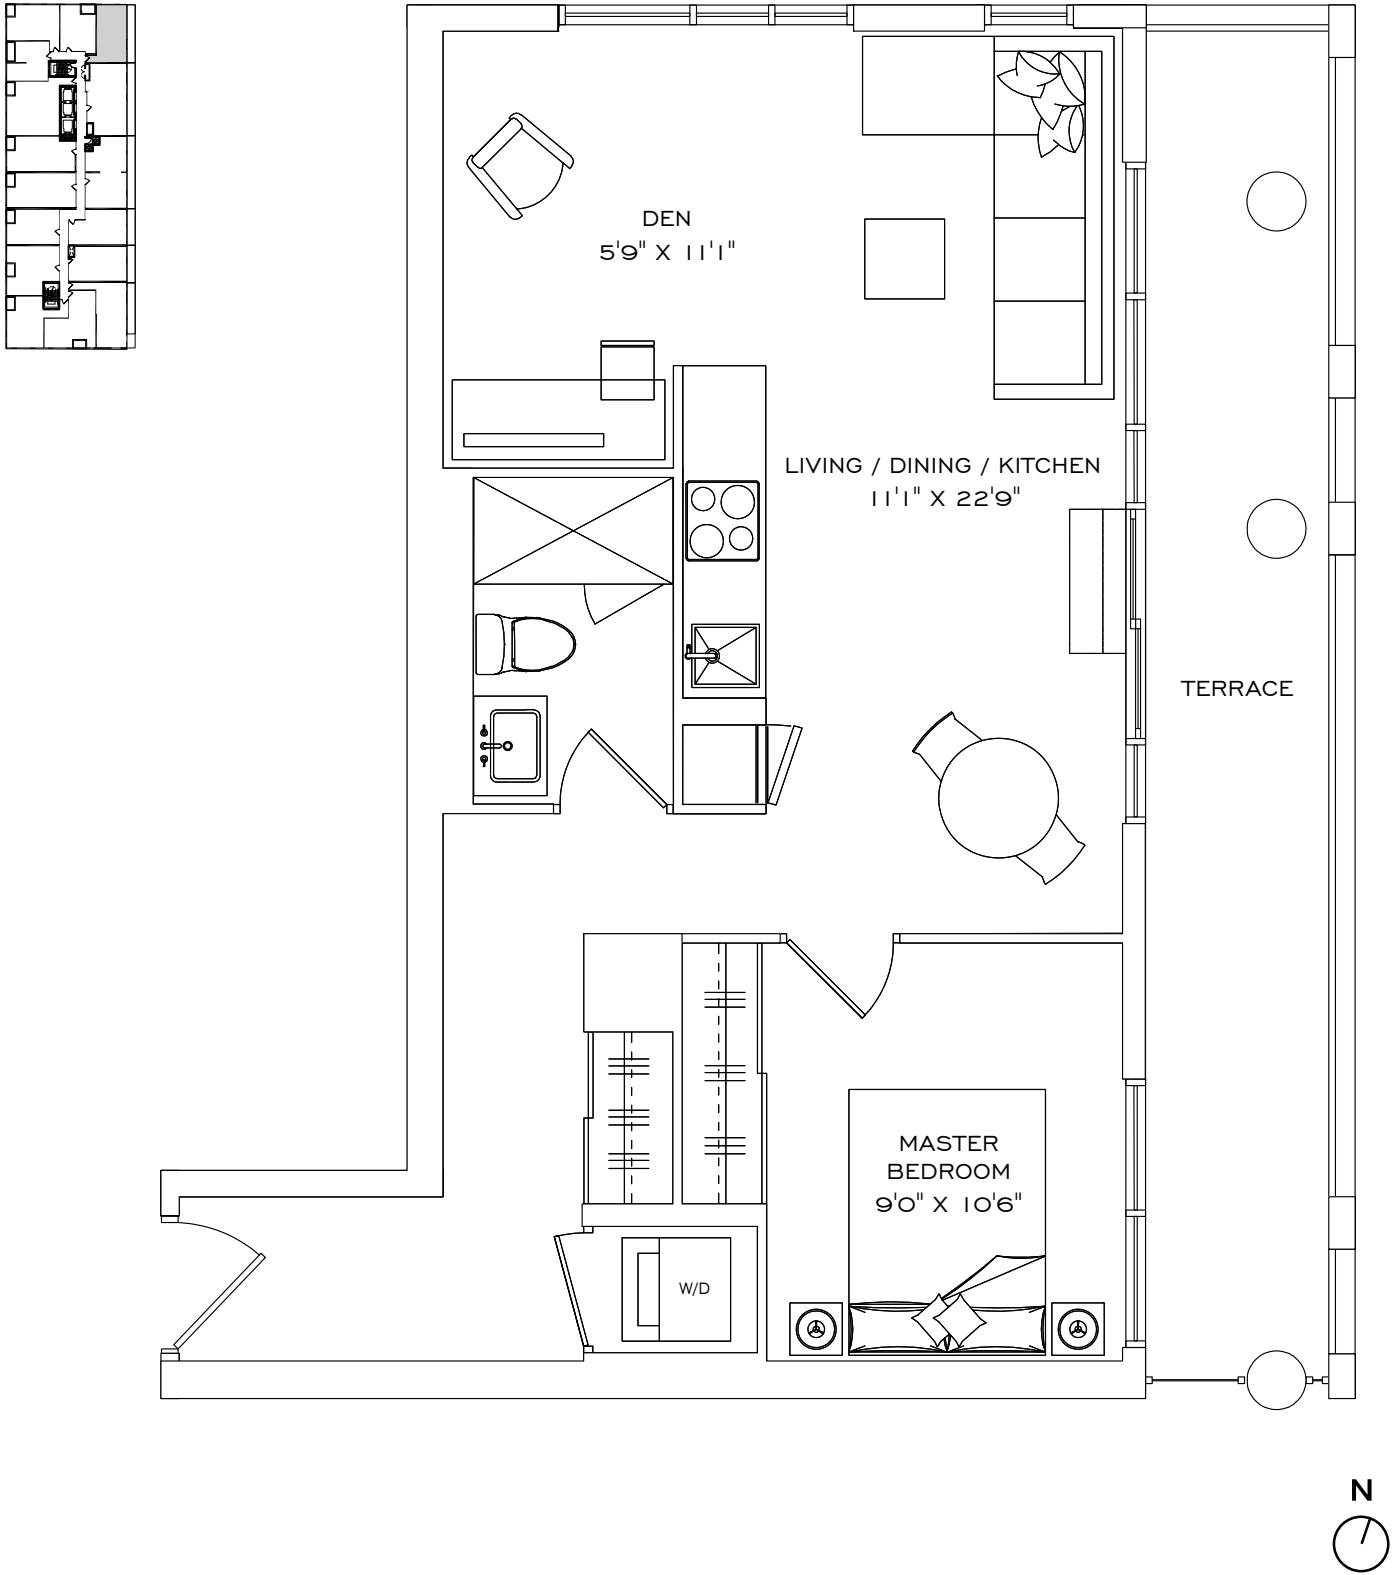 DEN
5'9" X 11'1"
LIVING / DINING / KITCHEN
11'1" X 22'9"
TERRACE
MASTER
BEDROOM
9'0" X 10'6"
W/D
N